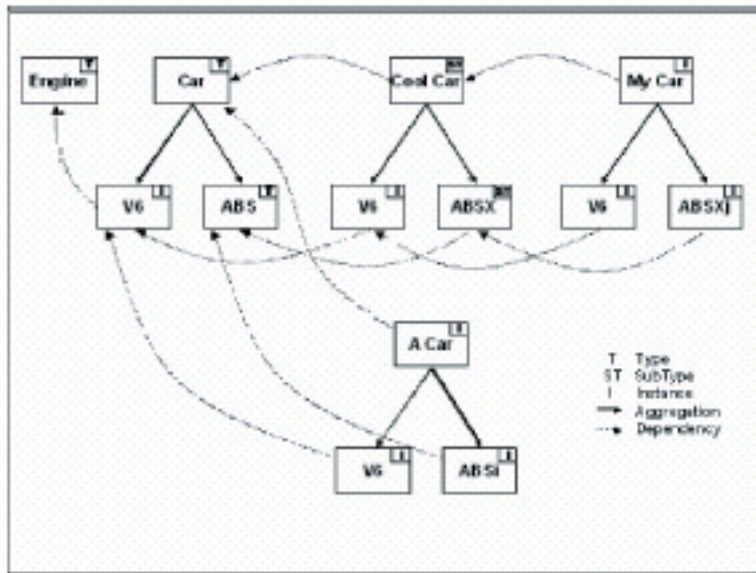 Engine T
Car T
Cool Car ST
My Car I
V6 I
ABS T
V6 I
ABSX ST
V6 I
ABSXj I
A Car I
V6 I
ABSi I
T Type
ST SubType
I Instance
Aggregation
Dependency